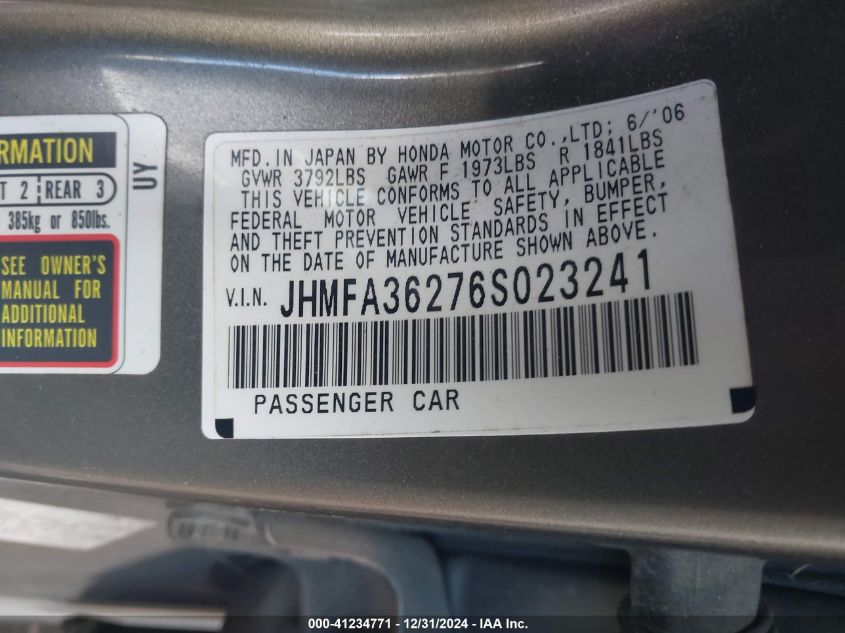 RMATION
T 2 REAR 3
385kg or 850lbs.
SEE OWNER'S
MANUAL FOR
ADDITIONAL
INFORMATION
UY
MFD. IN JAPAN BY HONDA MOTOR CO.,LTD; 6/'06
GVWR 3792LBS GAWR F 1973LBS R 1841LBS
THIS VEHICLE CONFORMS TO ALL APPLICABLE
FEDERAL MOTOR VEHICLE SAFETY, BUMPER,
AND THEFT PREVENTION STANDARDS IN EFFECT
ON THE DATE OF MANUFACTURE SHOWN ABOVE.
V.I.N. JHMFA36276S023241
PASSENGER CAR
000-41234771 - 12/31/2024 - IAA Inc.